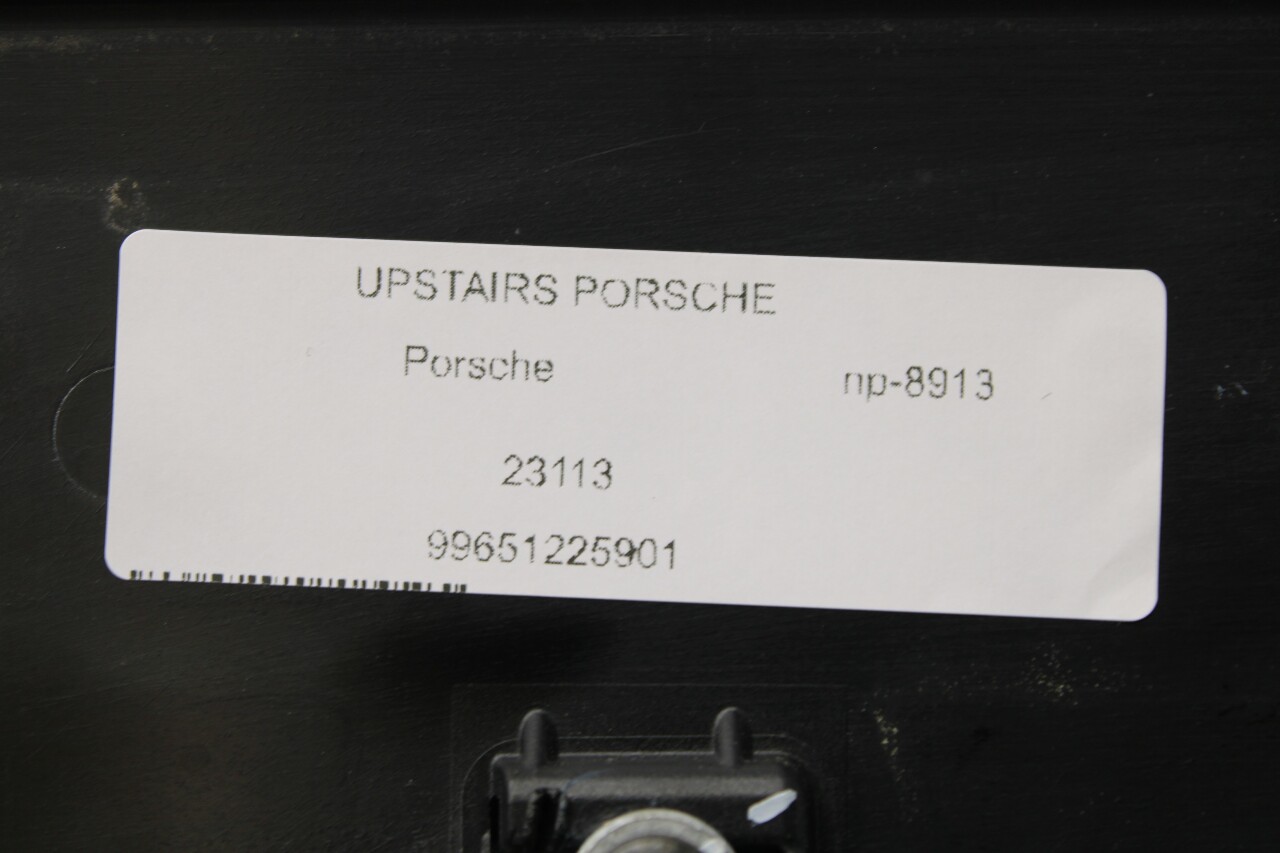 UPSTAIRS PORSCHE
Porsche np-8913
23113
99651225901